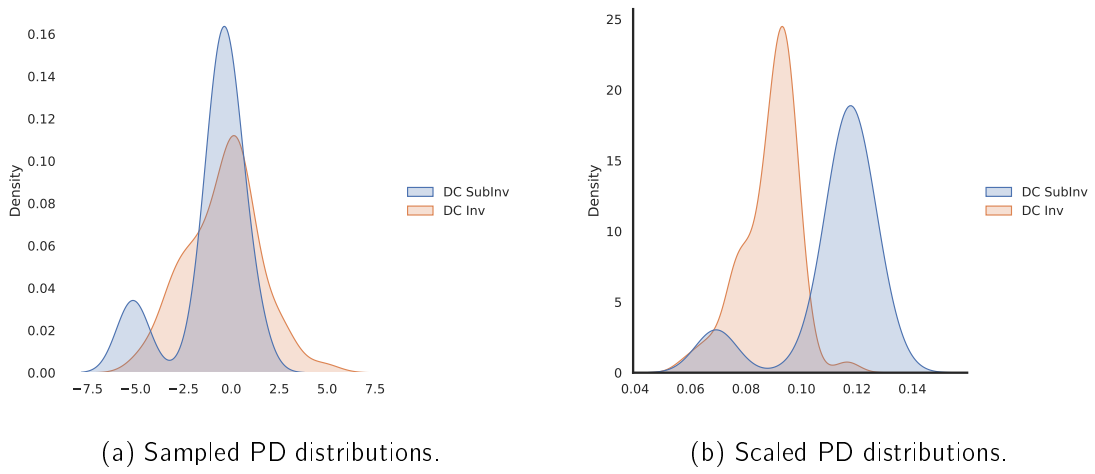 0.16
0.14
0.12
0.10
0.08
0.06
0.04
0.02
0.00
Density
−7.5 −5.0 −2.5 0.0 2.5 5.0 7.5
DC SubInv
DC Inv
(a) Sampled PD distributions.
25
20
15
10
5
0
Density
0.04 0.06 0.08 0.10 0.12 0.14
DC SubInv
DC Inv
(b) Scaled PD distributions.